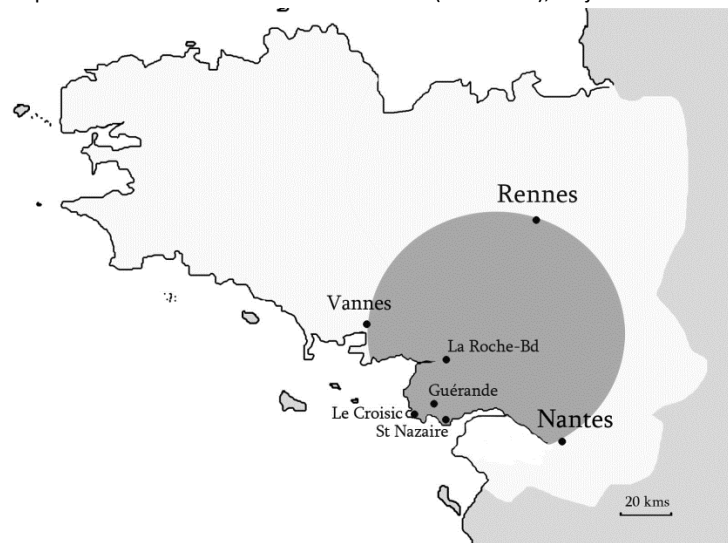 Rennes
Vannes
La Roche-Bd
Guérande
Le Croisic
St Nazaire
Nantes
20 kms